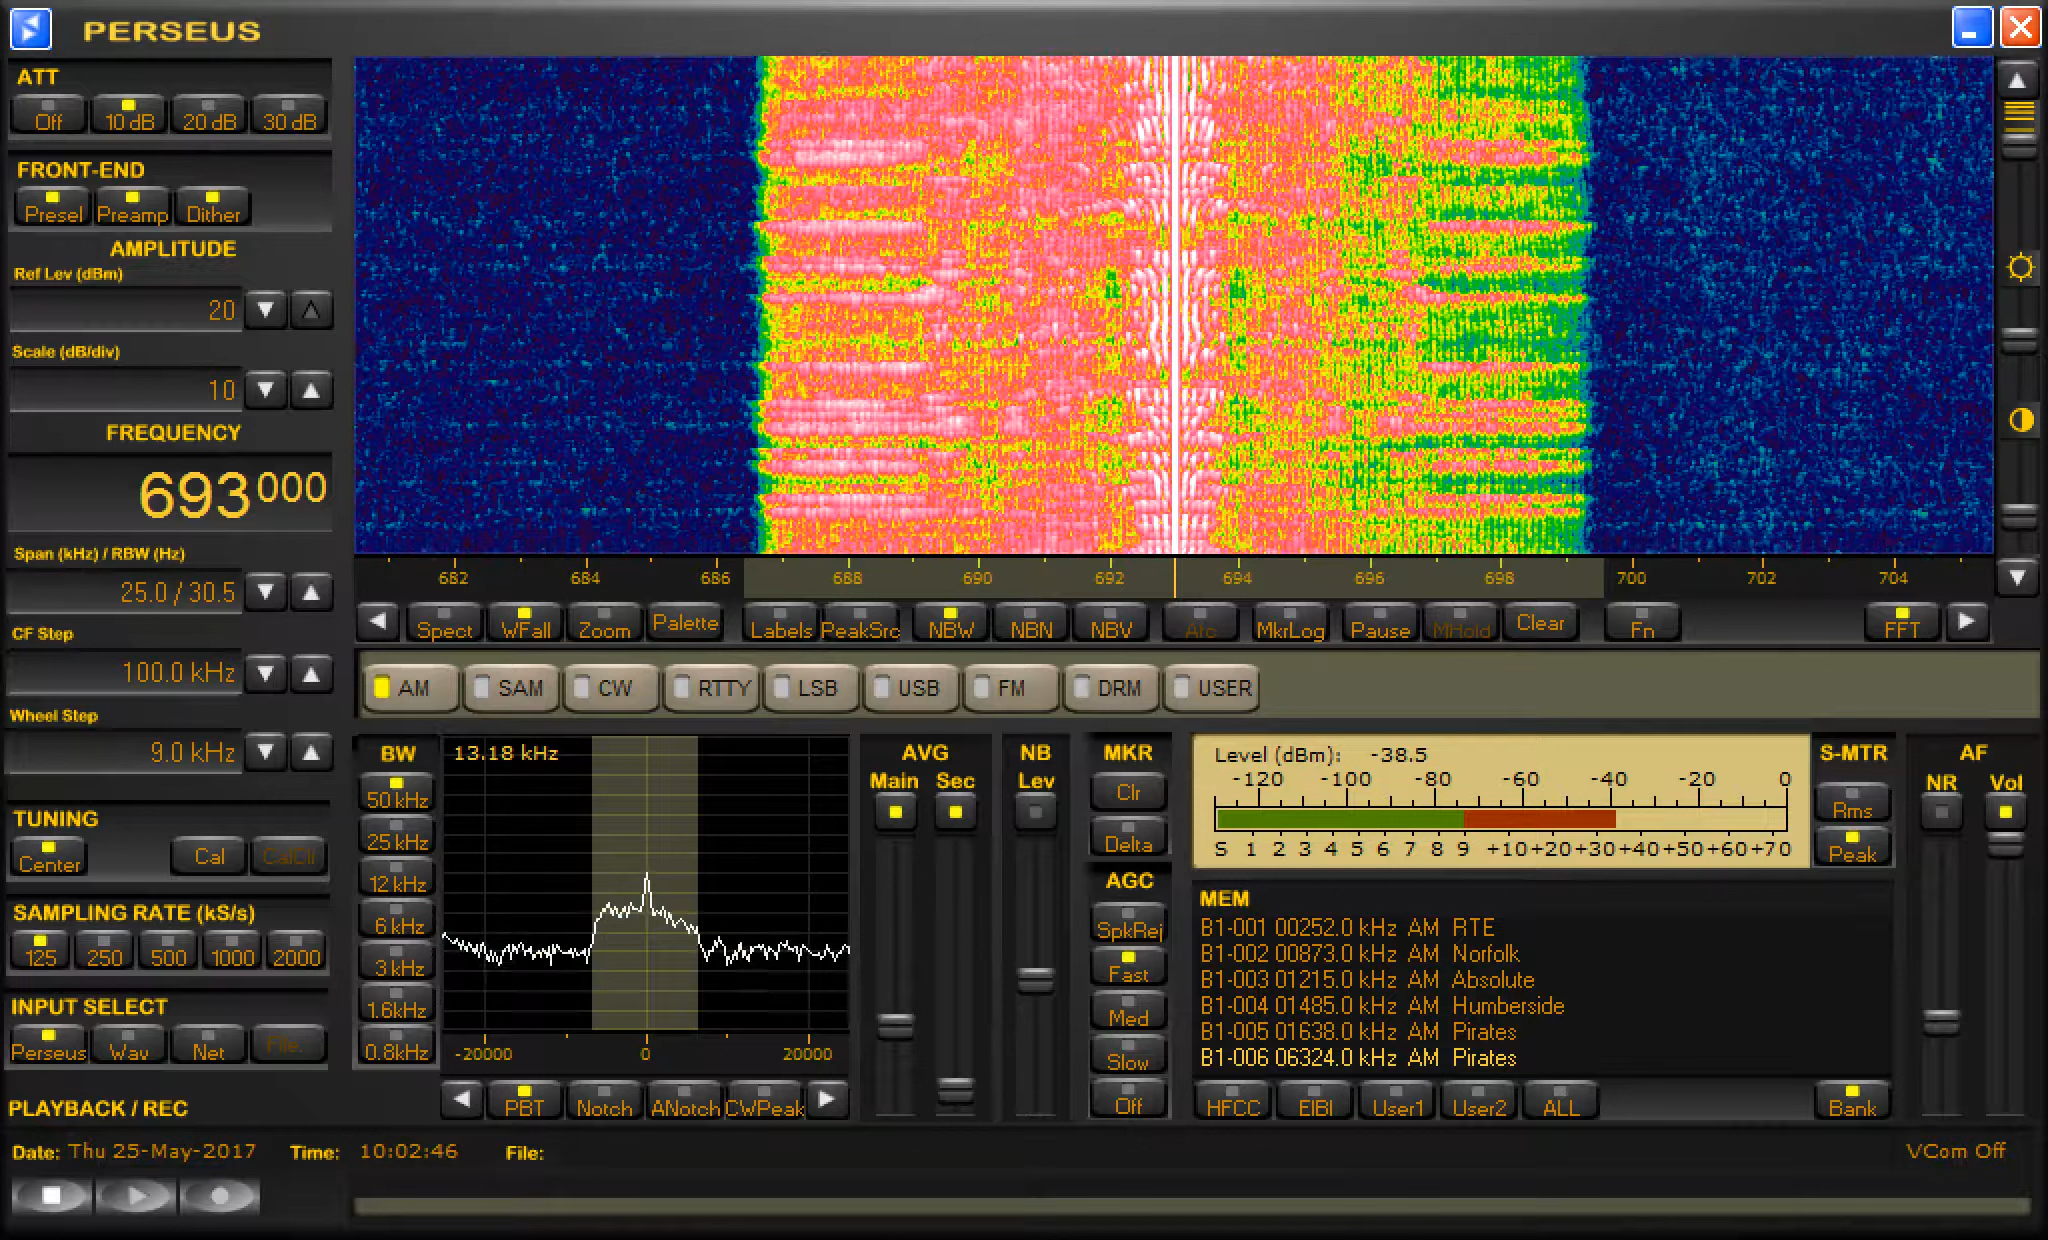 PERSEUS
ATT
Off 10 dB 20 dB 30 dB
FRONT-END
Presel Preamp Dither
AMPLITUDE
Ref Lev (dBm)
20
Scale (dB/div)
10
FREQUENCY
693000
Span (kHz) / RBW (Hz)
25.0 / 30.5
CF Step
100.0 kHz
Wheel Step
9.0 kHz
TUNING
Center Cal CalClr
SAMPLING RATE (kS/s)
125 250 500 1000 2000
INPUT SELECT
Perseus Wav Net File.
PLAYBACK / REC
682 684 686 688 690 692 694 696 698 700 702 704
Spect WFall Zoom Palette Labels PeakSrc NBW NBN NBV Arc MkrLog Pause MHold Clear Fn FFT
AM SAM CW RTTY LSB USB FM DRM USER
BW
50 kHz
25 kHz
12 kHz
6 kHz
3 kHz
1.6kHz
0.8kHz
13.18 kHz
-20000 0 20000
PBT Notch ANotch CWPeak
AVG
Main Sec
NB
Lev
MKR
Clr
Delta
AGC
SpkRej
Fast
Med
Slow
Off
Level (dBm): -38.5
-120 -100 -80 -60 -40 -20 0
S 1 2 3 4 5 6 7 8 9 +10+20+30+40+50+60+70
S-MTR
Rms
Peak
AF
NR Vol
MEM
B1-001 00252.0 kHz AM RTE
B1-002 00873.0 kHz AM Norfolk
B1-003 01215.0 kHz AM Absolute
B1-004 01485.0 kHz AM Humberside
B1-005 01638.0 kHz AM Pirates
B1-006 06324.0 kHz AM Pirates
HFCC EIBI User1 User2 ALL Bank
Date: Thu 25-May-2017 Time: 10:02:46 File: VCom Off